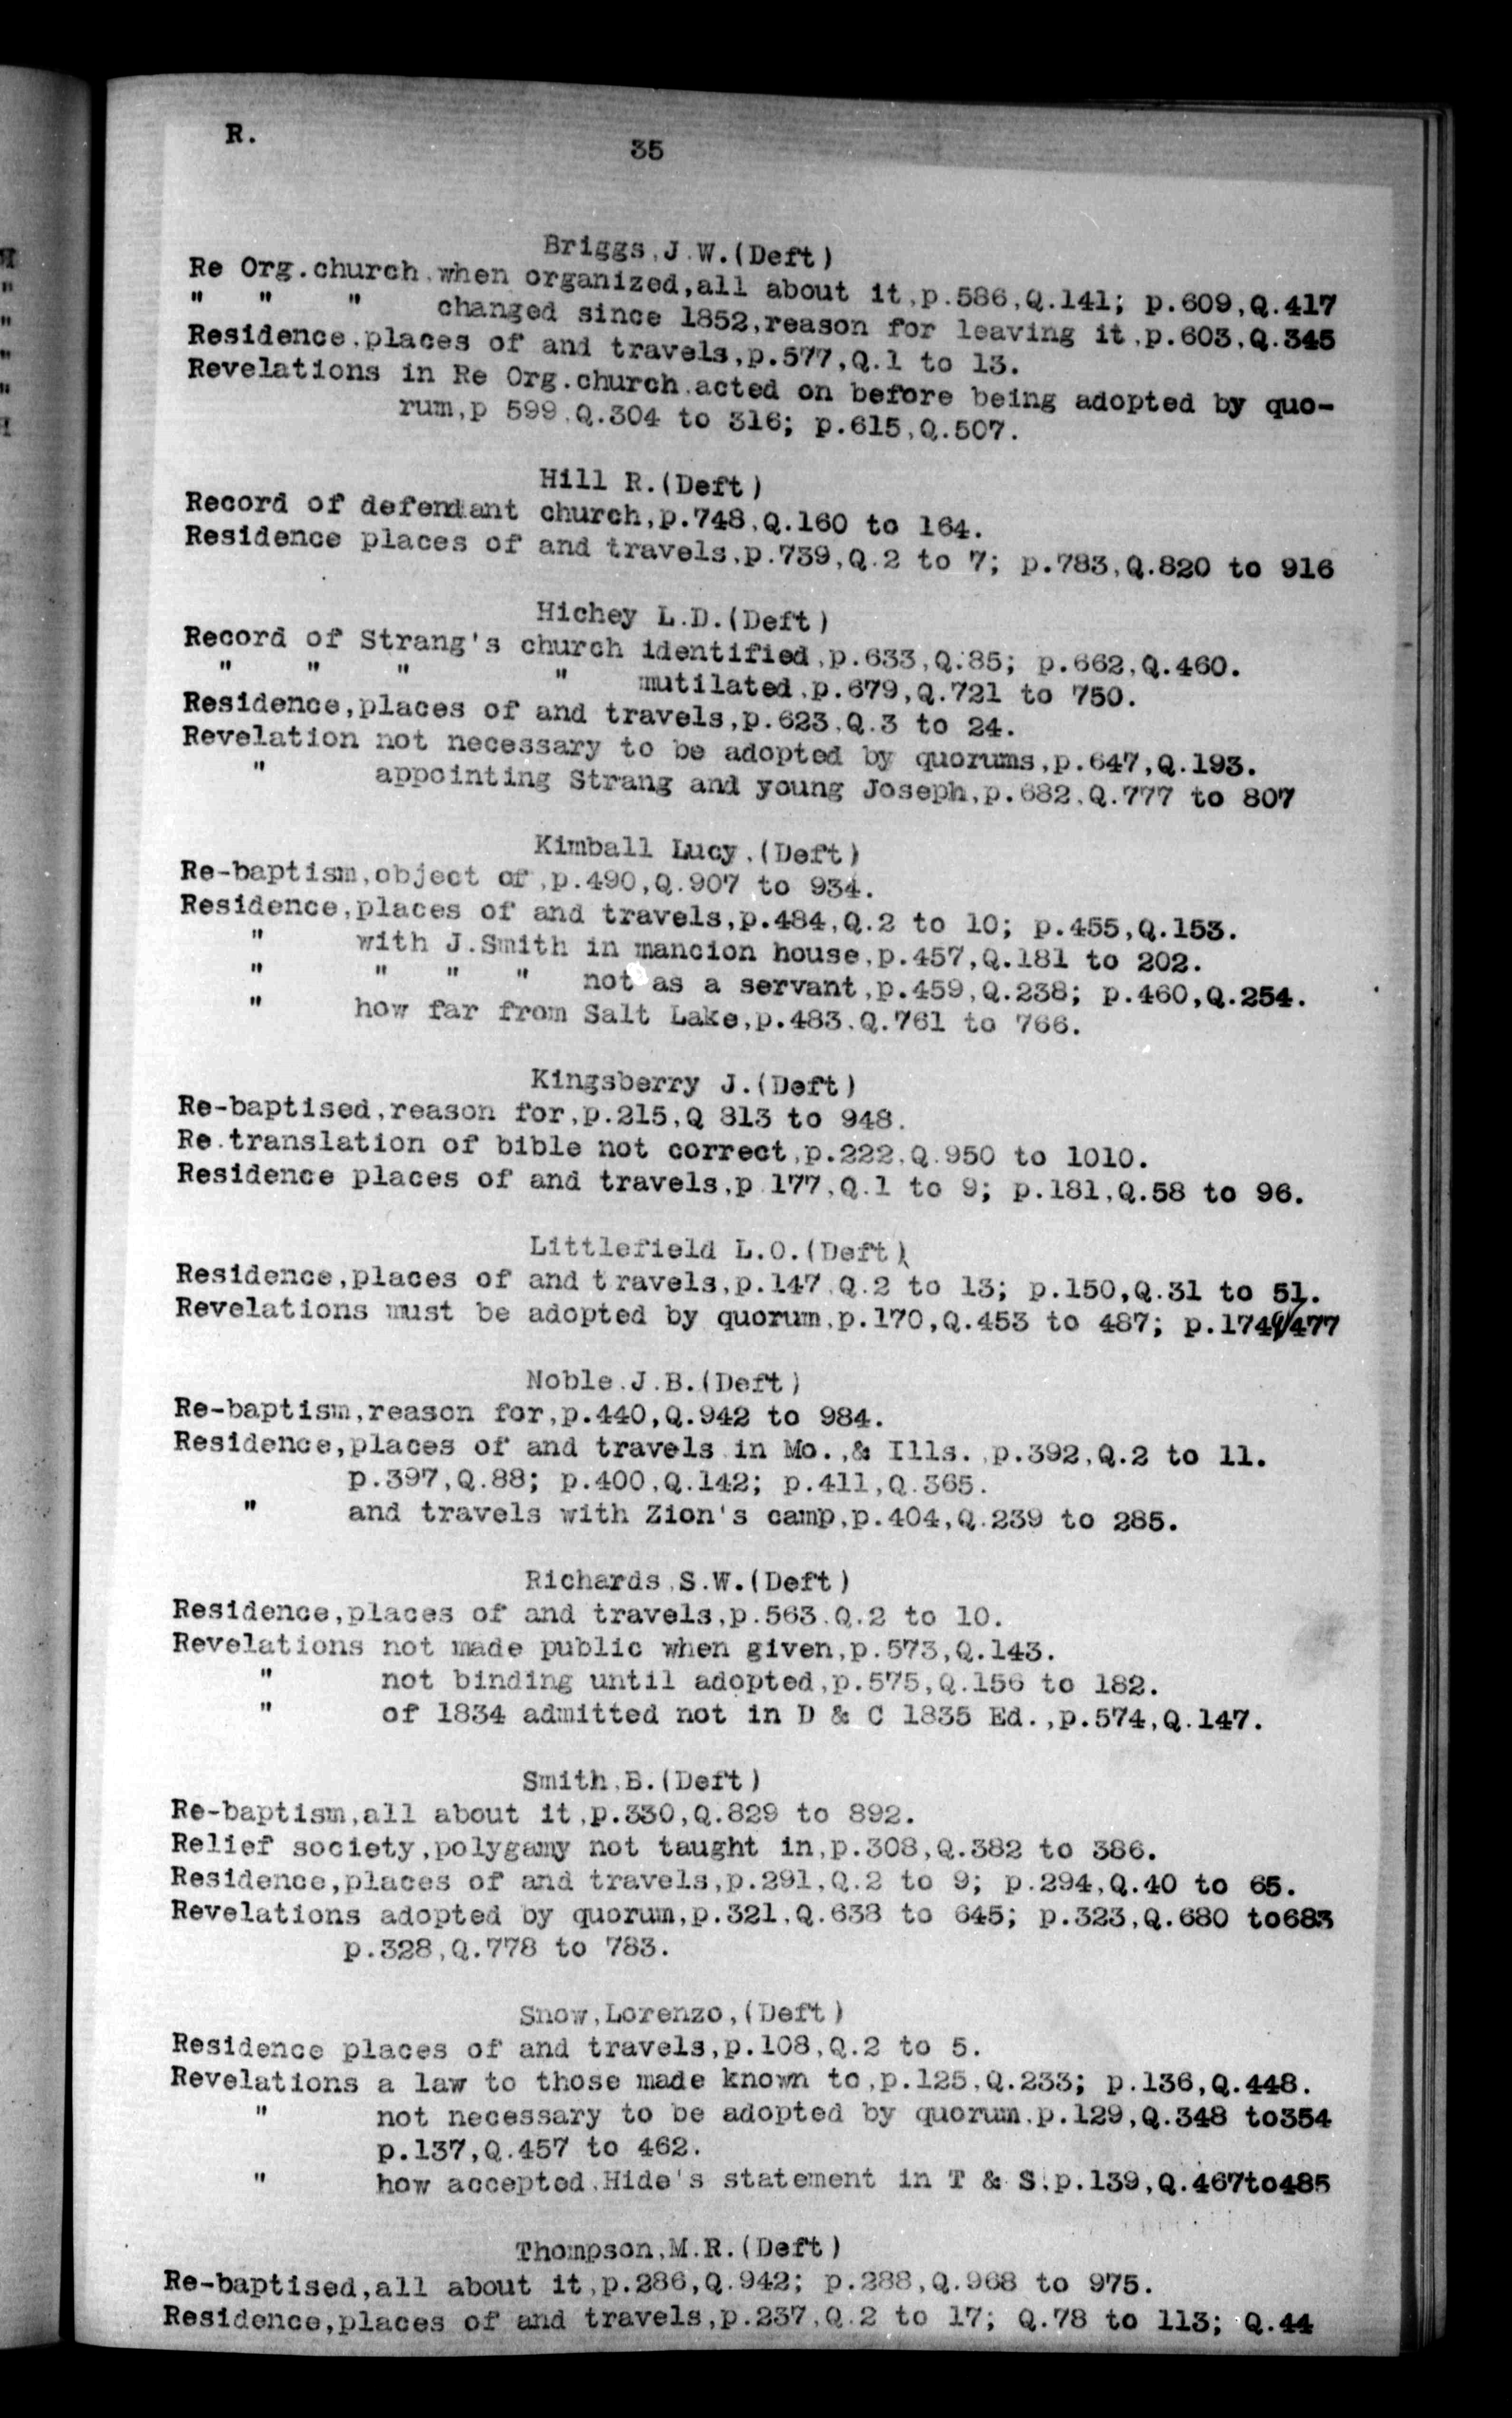 R.
35
Briggs,J.W.(Deft)
Re Org.church,when organized,all about it,p.586,Q.141; p.609,Q.417
" " " changed since 1852,reason for leaving it,p.603,Q.345
Residence,places of and travels,p.577,Q.1 to 13.
Revelations in Re Org.church,acted on before being adopted by quo-
rum,p 599,Q.304 to 316; p.615,Q.507.
Hill R.(Deft)
Record of defendant church,p.748,Q.160 to 164.
Residence places of and travels,p.739,Q.2 to 7; p.783,Q.820 to 916
Hichey L.D.(Deft)
Record of Strang's church identified,p.633,Q.85; p.662,Q.460.
" " " " mutilated,p.679,Q.721 to 750.
Residence,places of and travels,p.623,Q.3 to 24.
Revelation not necessary to be adopted by quorums,p.647,Q.193.
" appointing Strang and young Joseph,p.682,Q.777 to 807
Kimball Lucy,(Deft)
Re-baptism,object of,p.490,Q.907 to 934.
Residence,places of and travels,p.484,Q.2 to 10; p.455,Q.153.
" with J.Smith in mancion house,p.457,Q.181 to 202.
" " " " not as a servant,p.459,Q.238; p.460,Q.254.
" how far from Salt Lake,p.483,Q.761 to 766.
Kingsberry J.(Deft)
Re-baptised,reason for,p.215,Q 813 to 948.
Re.translation of bible not correct,p.222,Q.950 to 1010.
Residence places of and travels,p 177,Q.1 to 9; p.181,Q.58 to 96.
Littlefield L.O.(Deft)
Residence,places of and travels,p.147,Q.2 to 13; p.150,Q.31 to 51.
Revelations must be adopted by quorum,p.170,Q.453 to 487; p.174Q477
Noble.J.B.(Deft)
Re-baptism,reason for,p.440,Q.942 to 984.
Residence,places of and travels in Mo.,& Ills.,p.392,Q.2 to 11.
p.397,Q.88; p.400,Q.142; p.411,Q.365.
" and travels with Zion's camp,p.404,Q.239 to 285.
Richards,S.W.(Deft)
Residence,places of and travels,p.563,Q.2 to 10.
Revelations not made public when given,p.573,Q.143.
" not binding until adopted,p.575,Q.156 to 182.
" of 1834 admitted not in D & C 1835 Ed.,p.574,Q.147.
Smith,B.(Deft)
Re-baptism,all about it,p.330,Q.829 to 892.
Relief society,polygamy not taught in,p.308,Q.382 to 386.
Residence,places of and travels,p.291,Q.2 to 9; p.294,Q.40 to 65.
Revelations adopted by quorum,p.321,Q.638 to 645; p.323,Q.680 to683
p.328,Q.778 to 783.
Snow,Lorenzo,(Deft)
Residence places of and travels,p.108,Q.2 to 5.
Revelations a law to those made known to,p.125,Q.233; p.136,Q.448.
" not necessary to be adopted by quorum,p.129,Q.348 to354
p.137,Q.457 to 462.
" how accepted,Hide's statement in T & S,p.139,Q.467to485
Thompson,M.R.(Deft)
Re-baptised,all about it,p.286,Q.942; p.288,Q.968 to 975.
Residence,places of and travels,p.237,Q.2 to 17; Q.78 to 113; Q.44